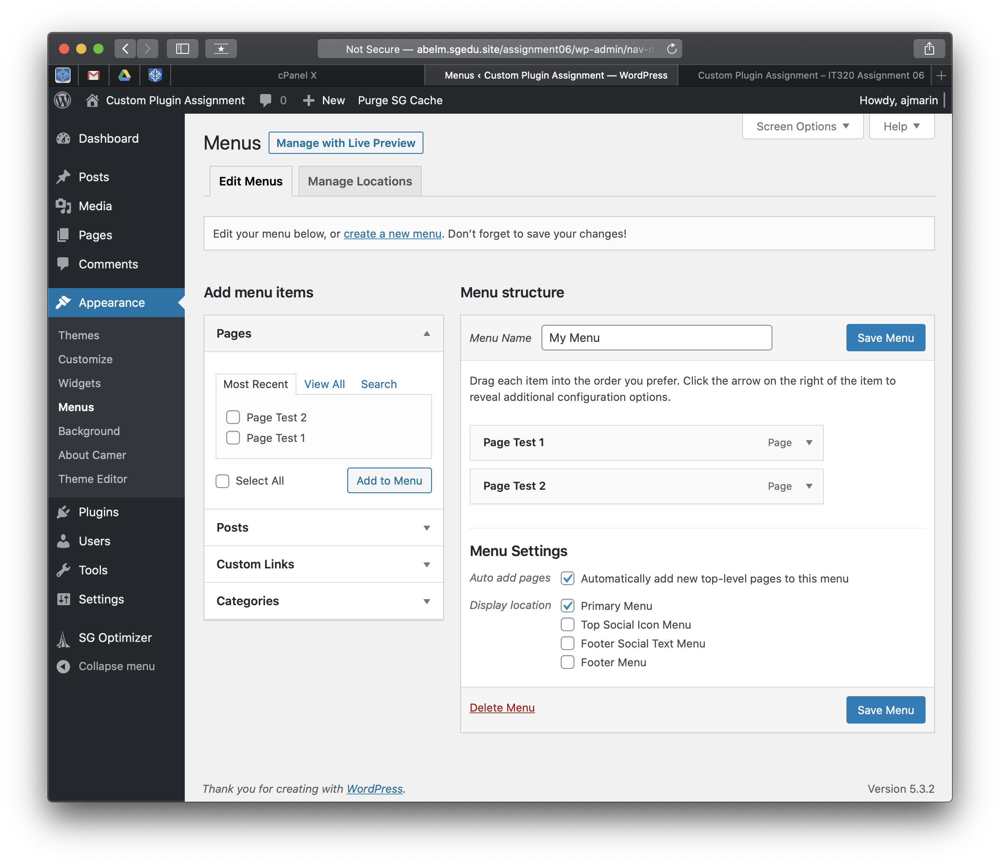 Not Secure — abelm.sgedu.site/assignment06/wp-admin/nav-
cPanel X
Menus ‹ Custom Plugin Assignment — WordPress
Custom Plugin Assignment – IT320 Assignment 06
Custom Plugin Assignment
0
New
Purge SG Cache
Howdy, ajmarin
Dashboard
Posts
Media
Pages
Comments
Appearance
Themes
Customize
Widgets
Menus
Background
About Camer
Theme Editor
Plugins
Users
Tools
Settings
SG Optimizer
Collapse menu
Screen Options
Help
Menus
Manage with Live Preview
Edit Menus
Manage Locations
Edit your menu below, or create a new menu. Don’t forget to save your changes!
Add menu items
Pages
Most Recent
View All
Search
Page Test 2
Page Test 1
Select All
Add to Menu
Posts
Custom Links
Categories
Menu structure
Menu Name
My Menu
Save Menu
Drag each item into the order you prefer. Click the arrow on the right of the item to
reveal additional configuration options.
Page Test 1
Page
Page Test 2
Page
Menu Settings
Auto add pages
Automatically add new top-level pages to this menu
Display location
Primary Menu
Top Social Icon Menu
Footer Social Text Menu
Footer Menu
Delete Menu
Save Menu
Thank you for creating with WordPress.
Version 5.3.2